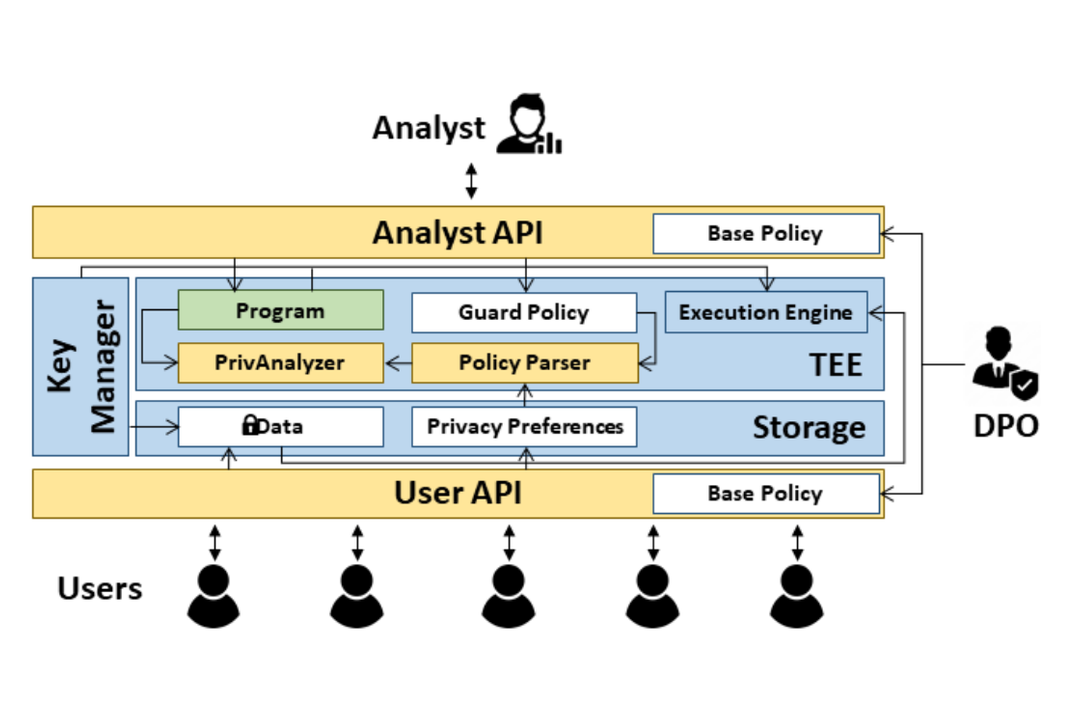 Analyst
Analyst API
Base Policy
Key
Manager
Program
Guard Policy
Execution Engine
PrivAnalyzer
Policy Parser
TEE
Data
Privacy Preferences
Storage
DPO
User API
Base Policy
Users